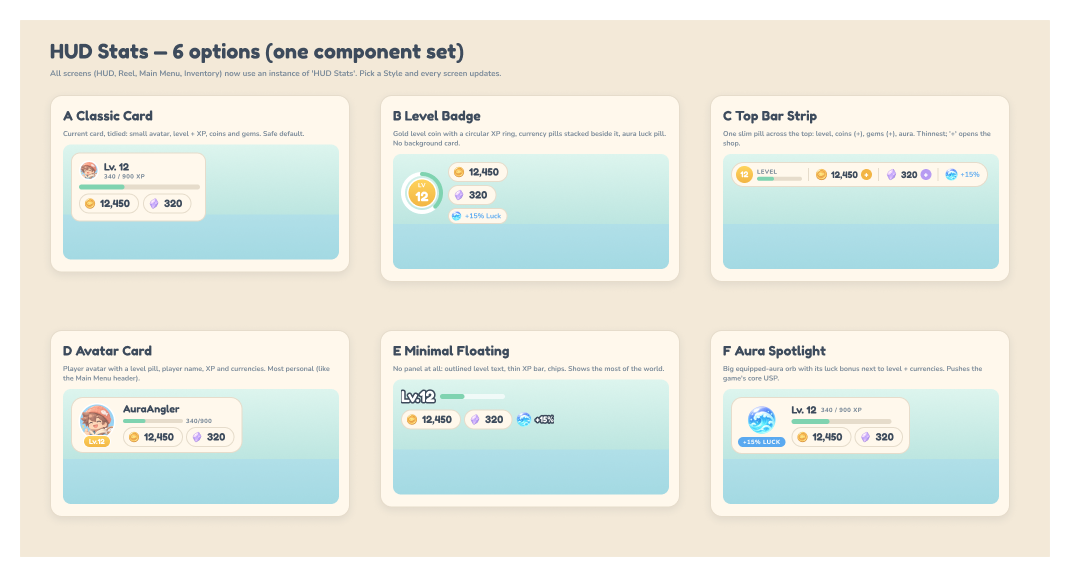 HUD Stats — 6 options (one component set)
All screens (HUD, Reel, Main Menu, Inventory) now use an instance of 'HUD Stats'. Pick a Style and every screen updates.
A Classic Card
Current card, tidied: small avatar, level + XP, coins and gems. Safe default.
Lv. 12
340 / 900 XP
12,450
320
B Level Badge
Gold level coin with a circular XP ring, currency pills stacked beside it, aura luck pill.
No background card.
LV
12
12,450
320
+15% Luck
C Top Bar Strip
One slim pill across the top: level, coins (+), gems (+), aura. Thinnest; '+' opens the
shop.
12
LEVEL
12,450 +
320 +
+15%
D Avatar Card
Player avatar with a level pill, player name, XP and currencies. Most personal (like
the Main Menu header).
AuraAngler
340/900
Lv.12
12,450
320
E Minimal Floating
No panel at all: outlined level text, thin XP bar, chips. Shows the most of the world.
Lv.12
12,450
320
+15%
F Aura Spotlight
Big equipped-aura orb with its luck bonus next to level + currencies. Pushes the
game's core USP.
Lv. 12 340 / 900 XP
+15% LUCK
12,450
320